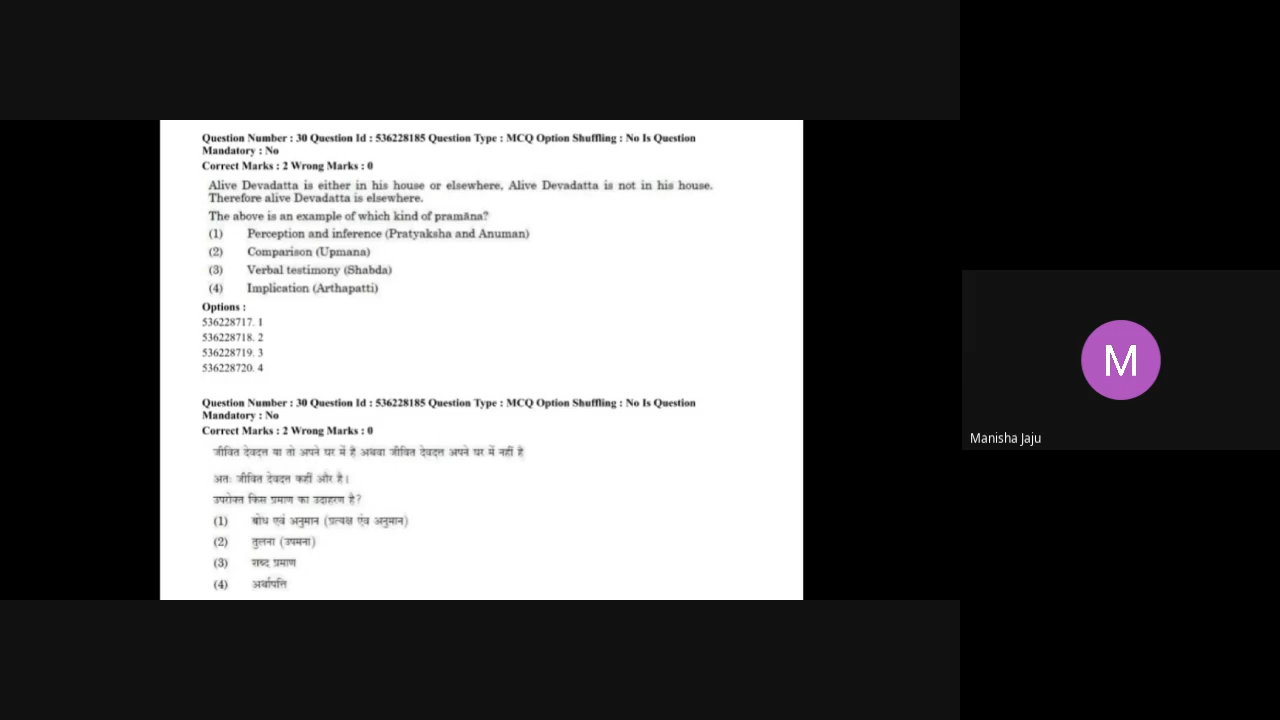 Question Number : 30 Question Id : 536228185 Question Type : MCQ Option Shuffling : No Is Question
Mandatory : No
Correct Marks : 2 Wrong Marks : 0
Alive Devadatta is either in his house or elsewhere, Alive Devadatta is not in his house.
Therefore alive Devadatta is elsewhere.
The above is an example of which kind of pramāna?
(1) Perception and inference (Pratyaksha and Anuman)
(2) Comparison (Upmana)
(3) Verbal testimony (Shabda)
(4) Implication (Arthapatti)
Options :
536228717. 1
536228718. 2
536228719. 3
536228720. 4
Question Number : 30 Question Id : 536228185 Question Type : MCQ Option Shuffling : No Is Question
Mandatory : No
Correct Marks : 2 Wrong Marks : 0
जीवित देवदत्त या तो अपने घर में है अथवा जीवित देवदत्त अपने घर में नहीं है
अतः जीवित देवदत्त कहीं और है।
उपरोक्त किस प्रमाण का उदाहरण है?
(1) बोध एवं अनुमान (प्रत्यक्ष एंव अनुमान)
(2) तुलना (उपमना)
(3) शब्द प्रमाण
(4) अर्थापत्ति
M
Manisha Jaju